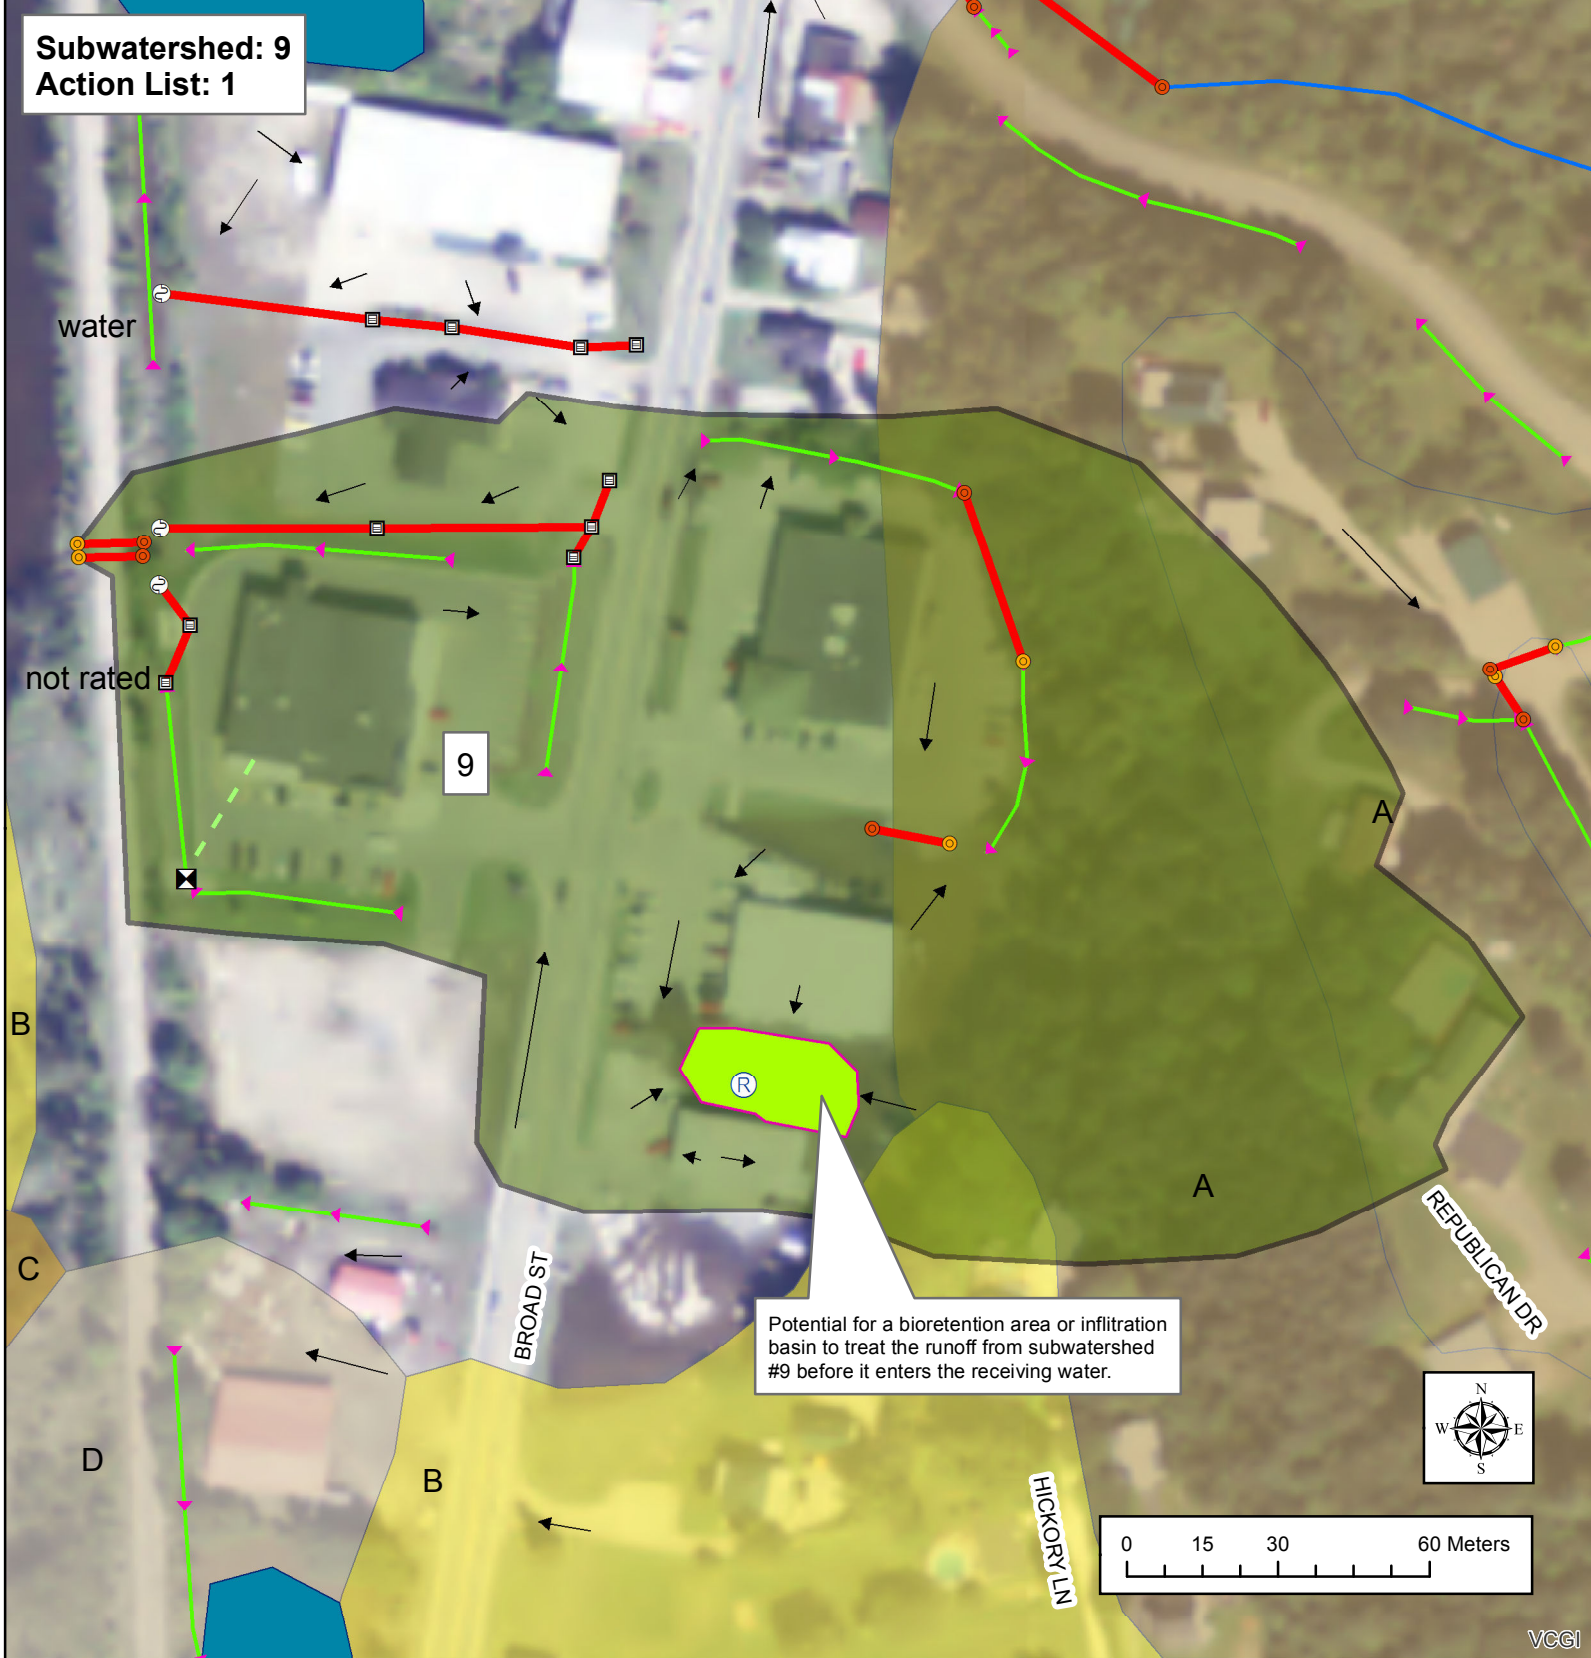 Subwatershed: 9
Action List: 1
water
not rated
9
A
B
A
C
REPUBLICAN DR
BROAD ST
Potential for a bioretention area or inflitration
basin to treat the runoff from subwatershed
#9 before it enters the receiving water.
R
N
W E
S
D
B
HICKORY LN
0 15 30 60 Meters
VCGI